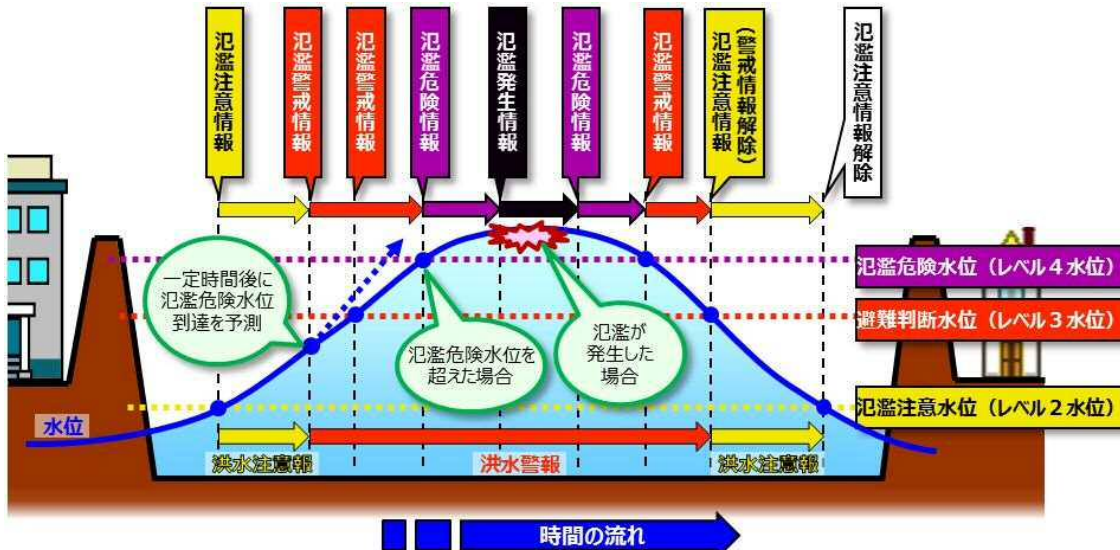 氾濫注意情報
氾濫警戒情報
氾濫警戒情報
氾濫危険情報
氾濫発生情報
氾濫危険情報
氾濫警戒情報
氾濫注意情報
(警戒情報解除)
氾濫注意情報解除
一定時間後に
氾濫危険水位
到達を予測
氾濫危険水位を
超えた場合
氾濫が
発生した
場合
氾濫危険水位(レベル4水位)
避難判断水位(レベル3水位)
氾濫注意水位(レベル2水位)
水位
洪水注意報
洪水警報
洪水注意報
時間の流れ